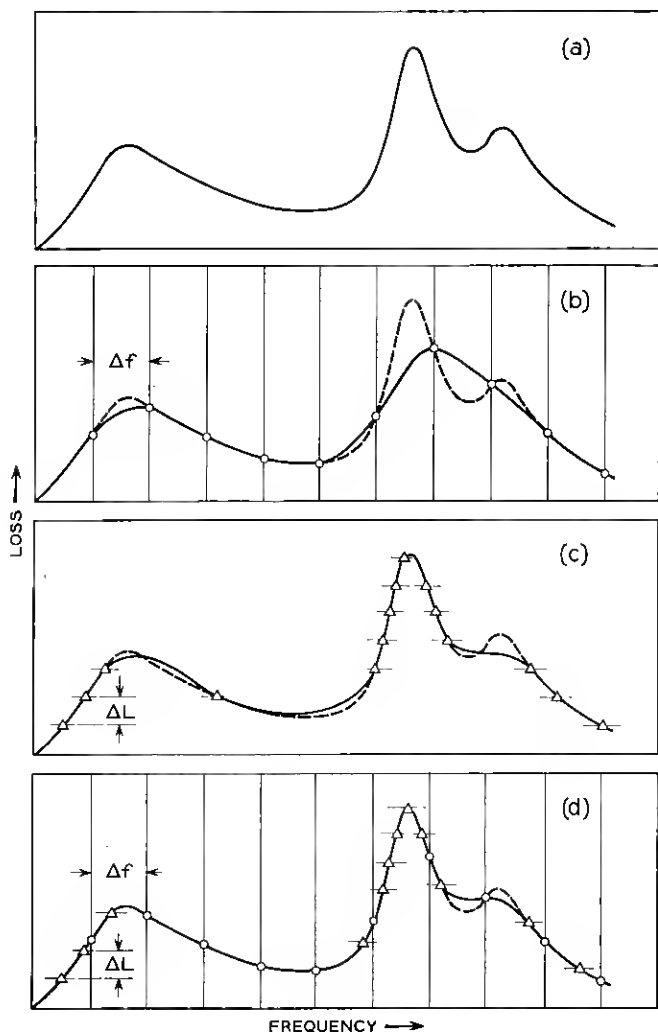 (a)
(b)
Δf
(c)
ΔL
(d)
Δf
ΔL
LOSS
FREQUENCY